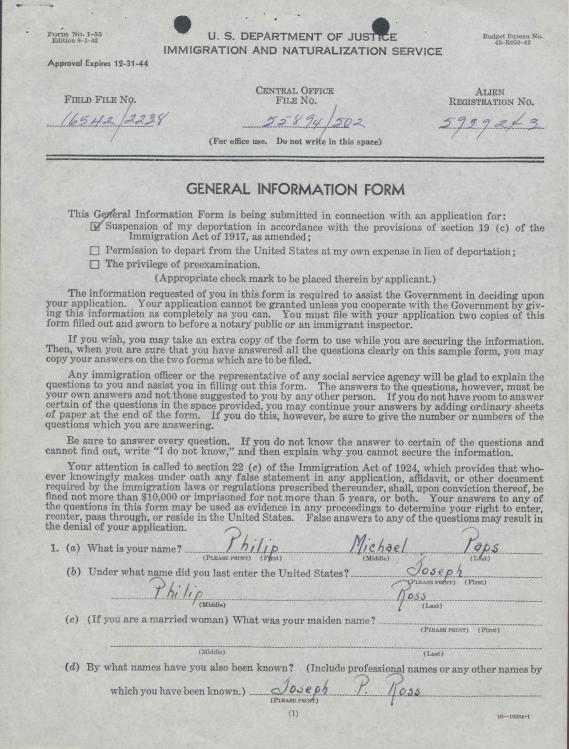 Form No. I-55
Edition 8-1-42
Approval Expires 12-31-44
U. S. DEPARTMENT OF JUSTICE
IMMIGRATION AND NATURALIZATION SERVICE
Budget Bureau No.
43-R050-42
FIELD FILE NO.
16542/2238
CENTRAL OFFICE
FILE NO.
55894/502
ALIEN
REGISTRATION NO.
(For office use. Do not write in this space)
GENERAL INFORMATION FORM
This General Information Form is being submitted in connection with an application for:
☑ Suspension of my deportation in accordance with the provisions of section 19 (c) of the
Immigration Act of 1917, as amended;
☐ Permission to depart from the United States at my own expense in lieu of deportation;
☐ The privilege of preexamination.
(Appropriate check mark to be placed therein by applicant.)
The information requested of you in this form is required to assist the Government in deciding upon
your application. Your application cannot be granted unless you cooperate with the Government by giv-
ing this information as completely as you can. You must file with your application two copies of this
form filled out and sworn to before a notary public or an immigrant inspector.
If you wish, you may take an extra copy of the form to use while you are securing the information.
Then, when you are sure that you have answered all the questions clearly on this sample form, you may
copy your answers on the two forms which are to be filed.
Any immigration officer or the representative of any social service agency will be glad to explain the
questions to you and assist you in filling out this form. The answers to the questions, however, must be
your own answers and not those suggested to you by any other person. If you do not have room to answer
certain of the questions in the space provided, you may continue your answers by adding ordinary sheets
of paper at the end of the form. If you do this, however, be sure to give the number or numbers of the
questions which you are answering.
Be sure to answer every question. If you do not know the answer to certain of the questions and
cannot find out, write "I do not know," and then explain why you cannot secure the information.
Your attention is called to section 22 (c) of the Immigration Act of 1924, which provides that who-
ever knowingly makes under oath any false statement in any application, affidavit, or other document
required by the immigration laws or regulations prescribed thereunder, shall, upon conviction thereof, be
fined not more than $10,000 or imprisoned for not more than 5 years, or both. Your answers to any of
the questions in this form may be used as evidence in any proceedings to determine your right to enter,
reenter, pass through, or reside in the United States. False answers to any of the questions may result in
the denial of your application.
1. (a) What is your name? Philip Michael Paps
(PLEASE PRINT) (First) (Middle) (Last)
(b) Under what name did you last enter the United States? Joseph
(PLEASE PRINT) (First)
Philip Ross
(Middle) (Last)
(c) (If you are a married woman) What was your maiden name?
(PLEASE PRINT) (First)
(Middle) (Last)
(d) By what names have you also been known? (Include professional names or any other names by
which you have been known.) Joseph P. Ross
(PLEASE PRINT)
(1)